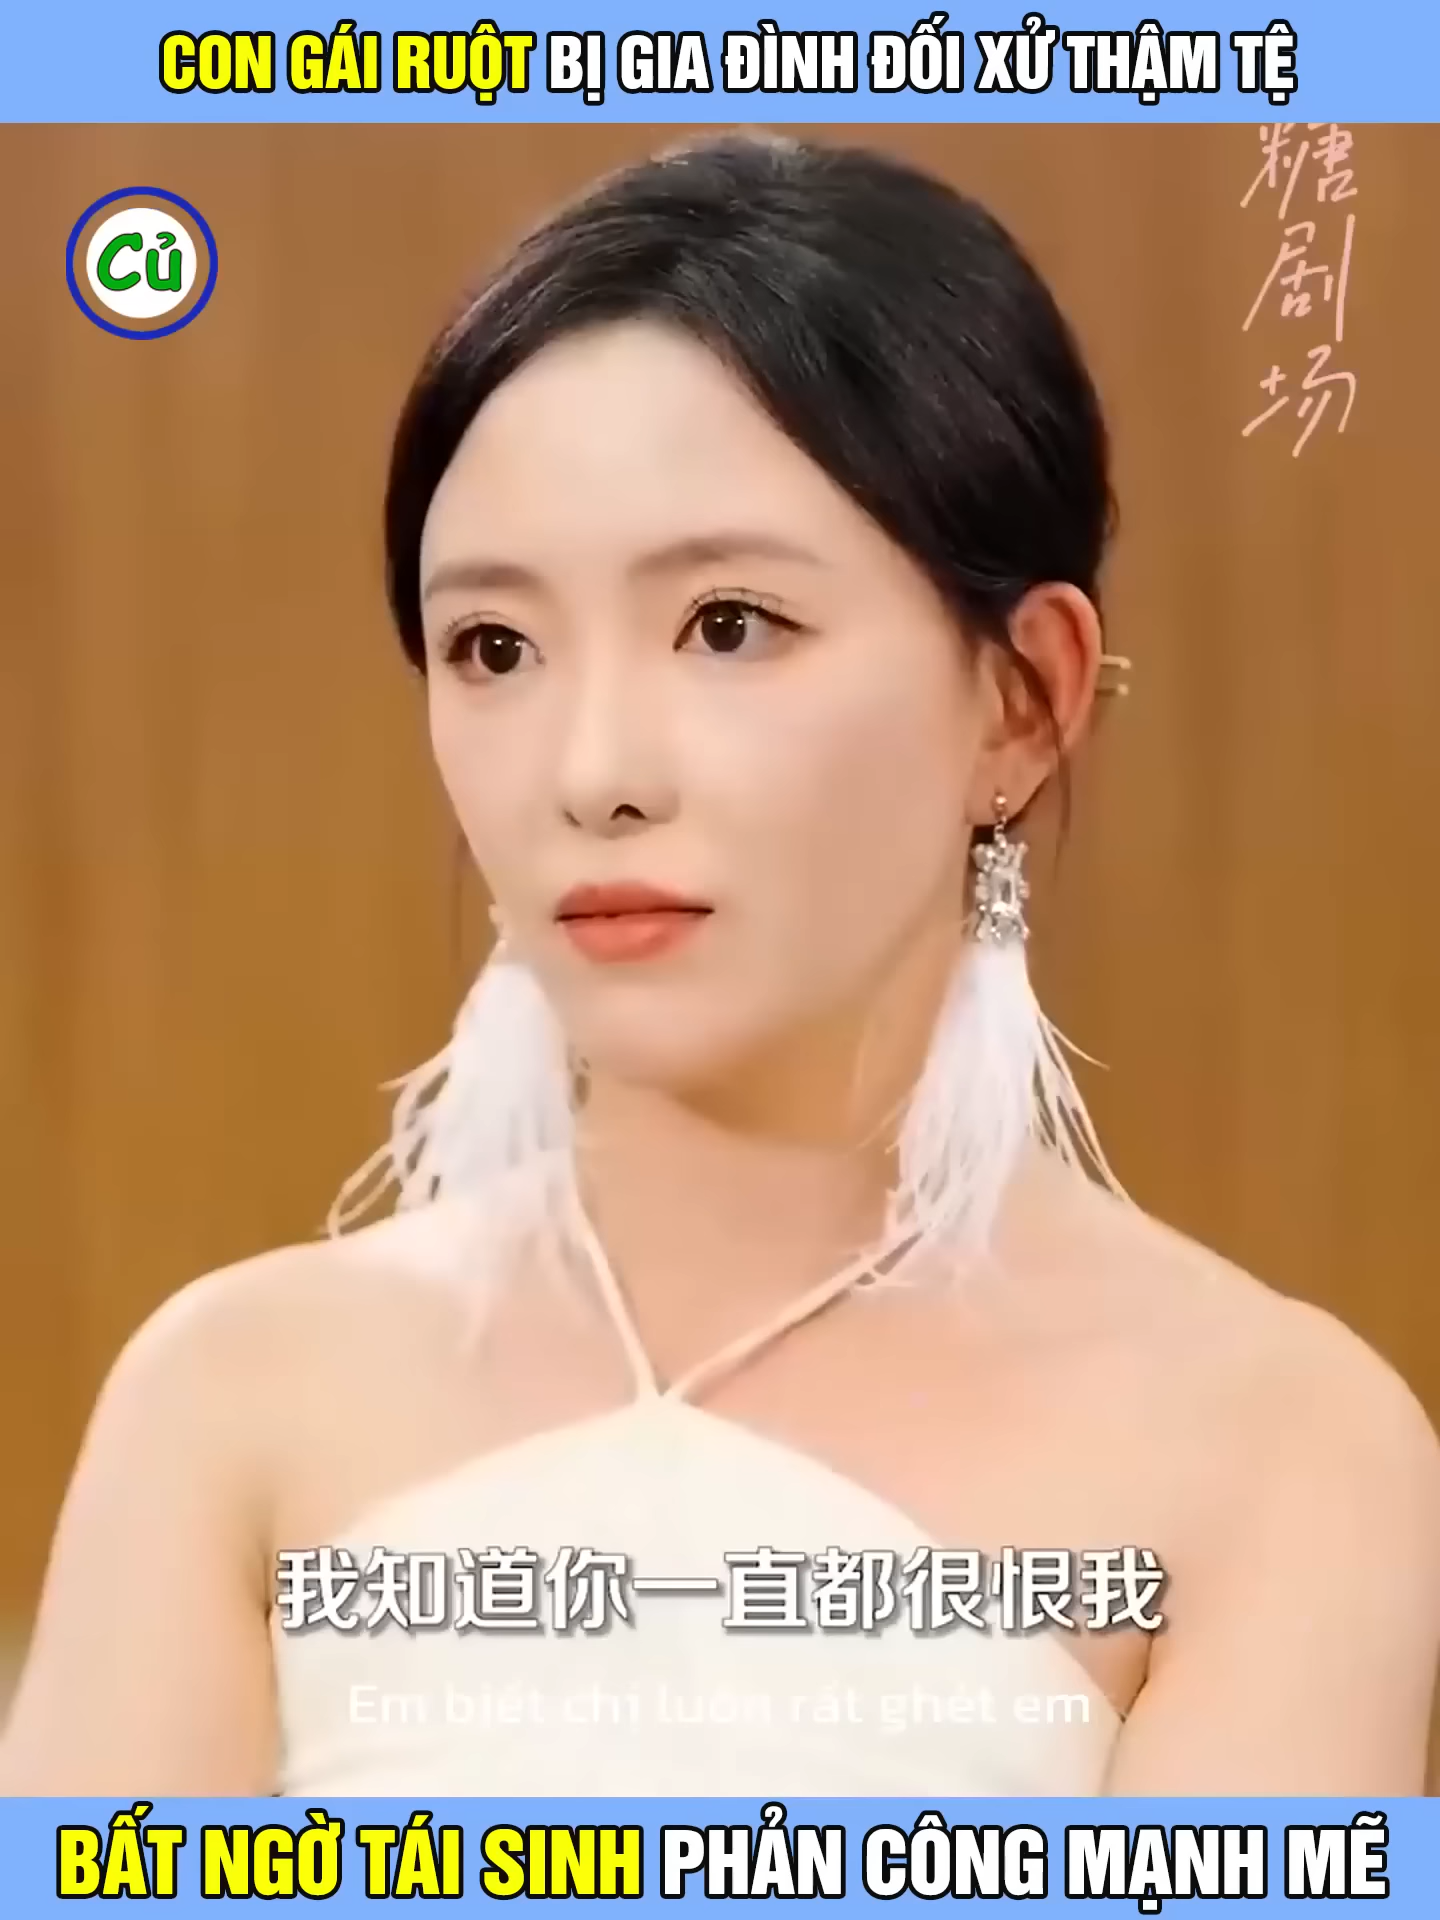 CON GÁI RUỘT BỊ GIA ĐÌNH ĐỐI XỬ THẬM TỆ
糖剧场
Củ
我知道你一直都很恨我
Em biết chị luôn rất ghét em
BẤT NGỜ TÁI SINH PHẢN CÔNG MẠNH MẼ